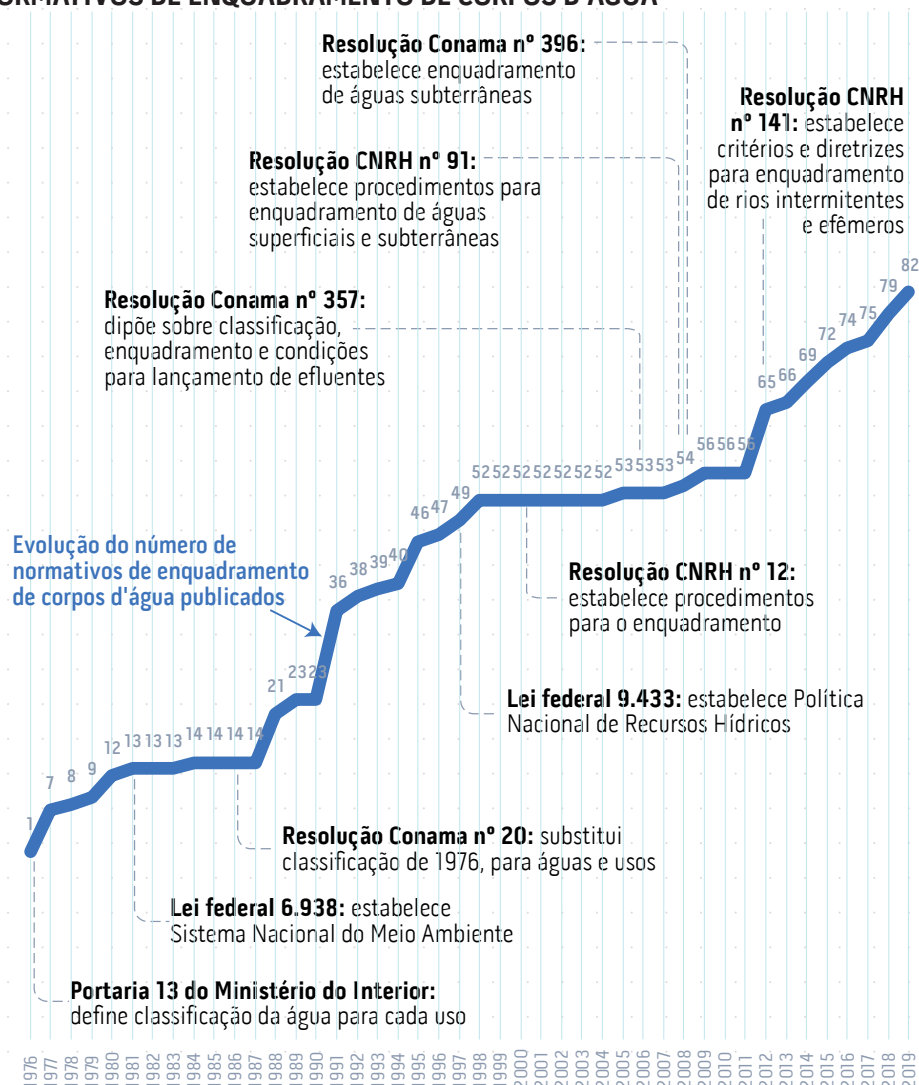 NORMATIVOS DE ENQUADRAMENTO DE CORPOS D'ÁGUA
Resolução Conama nº 396:
estabelece enquadramento
de águas subterrâneas
Resolução CNRH
nº 141: estabelece
critérios e diretrizes
para enquadramento
de rios intermitentes
e efêmeros
Resolução CNRH nº 91:
estabelece procedimentos para
enquadramento de águas
superficiais e subterrâneas
Resolução Conama nº 357:
dipõe sobre classificação,
enquadramento e condições
para lançamento de efluentes
Evolução do número de
normativos de enquadramento
de corpos d'água publicados
1 7 8 9 12 13 13 13 14 14 14 14 21 23 23 36 38 39 40 46 47 49 52 52 52 52 52 52 52 53 53 53 54 56 56 56 65 66 69 72 74 75 79 82
Resolução CNRH nº 12:
estabelece procedimentos
para o enquadramento
Lei federal 9.433: estabelece Política
Nacional de Recursos Hídricos
Resolução Conama nº 20: substitui
classificação de 1976, para águas e usos
Lei federal 6.938: estabelece
Sistema Nacional do Meio Ambiente
Portaria 13 do Ministério do Interior:
define classificação da água para cada uso
1976 1977 1978 1979 1980 1981 1982 1983 1984 1985 1986 1987 1988 1989 1990 1991 1992 1993 1994 1995 1996 1997 1998 1999 2000 2001 2002 2003 2004 2005 2006 2007 2008 2009 2010 2011 2012 2013 2014 2015 2016 2017 2018 2019